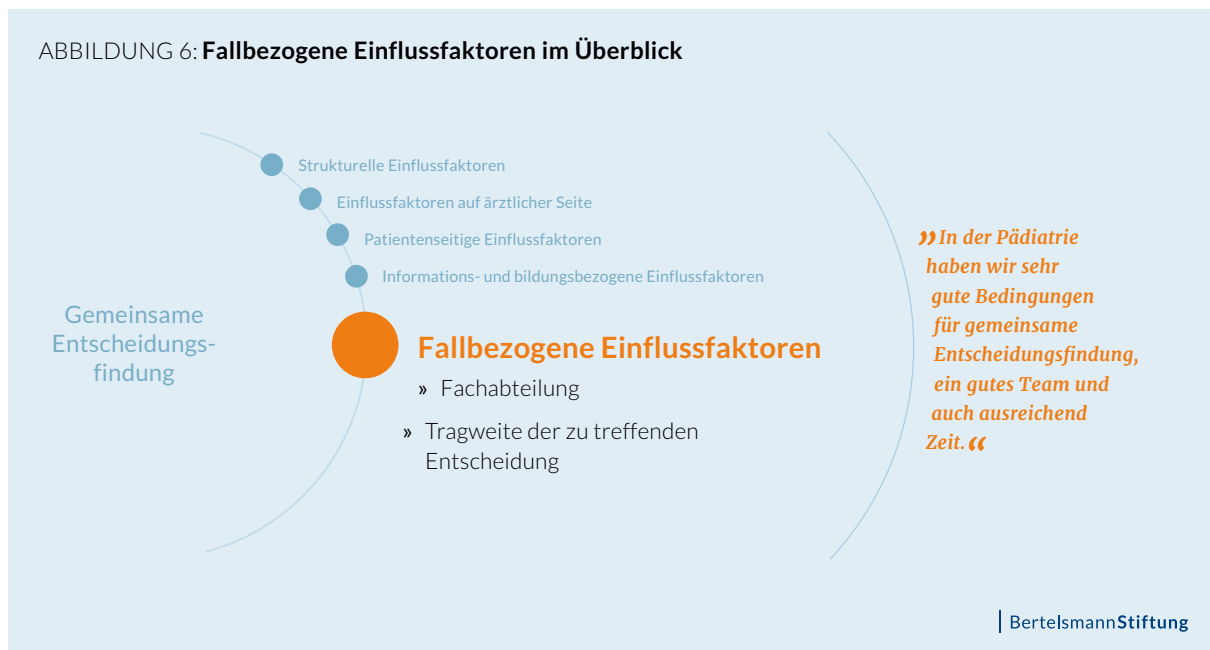 ABBILDUNG 6: Fallbezogene Einflussfaktoren im Überblick
Strukturelle Einflussfaktoren
Einflussfaktoren auf ärztlicher Seite
Patientenseitige Einflussfaktoren
Informations- und bildungsbezogene Einflussfaktoren
Gemeinsame
Entscheidungs-
findung
Fallbezogene Einflussfaktoren
» Fachabteilung
» Tragweite der zu treffenden
Entscheidung
„In der Pädiatrie
haben wir sehr
gute Bedingungen
für gemeinsame
Entscheidungsfindung,
ein gutes Team und
auch ausreichend
Zeit.“
BertelsmannStiftung